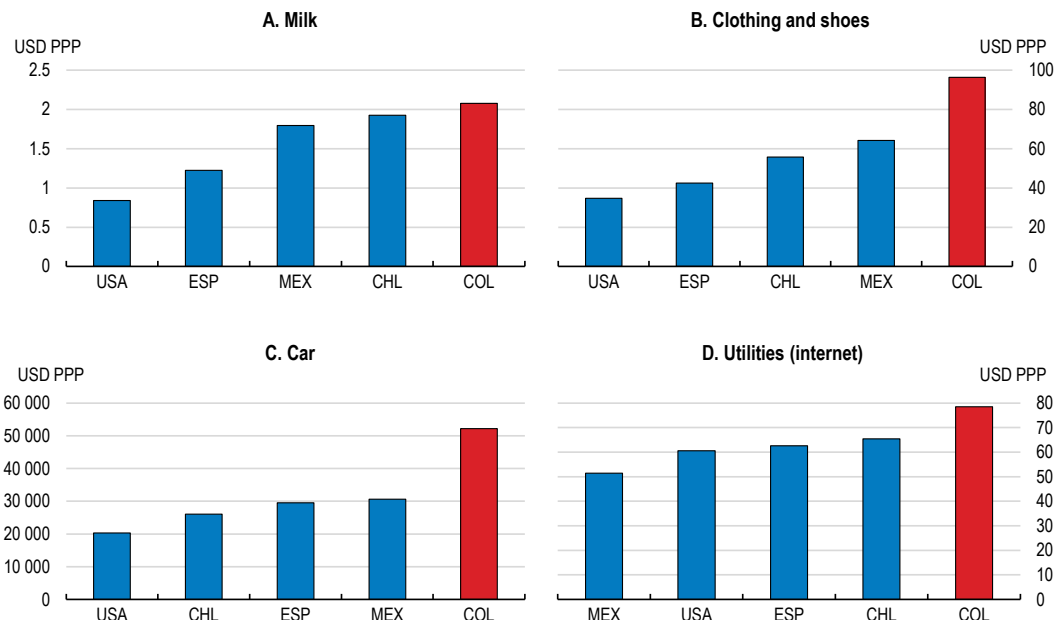 A. Milk
USD PPP
2.5
2
1.5
1
0.5
0
USA ESP MEX CHL COL
B. Clothing and shoes
USD PPP
100
80
60
40
20
0
USA ESP CHL MEX COL
C. Car
USD PPP
60 000
50 000
40 000
30 000
20 000
10 000
0
USA CHL ESP MEX COL
D. Utilities (internet)
USD PPP
80
70
60
50
40
30
20
10
0
MEX USA ESP CHL COL